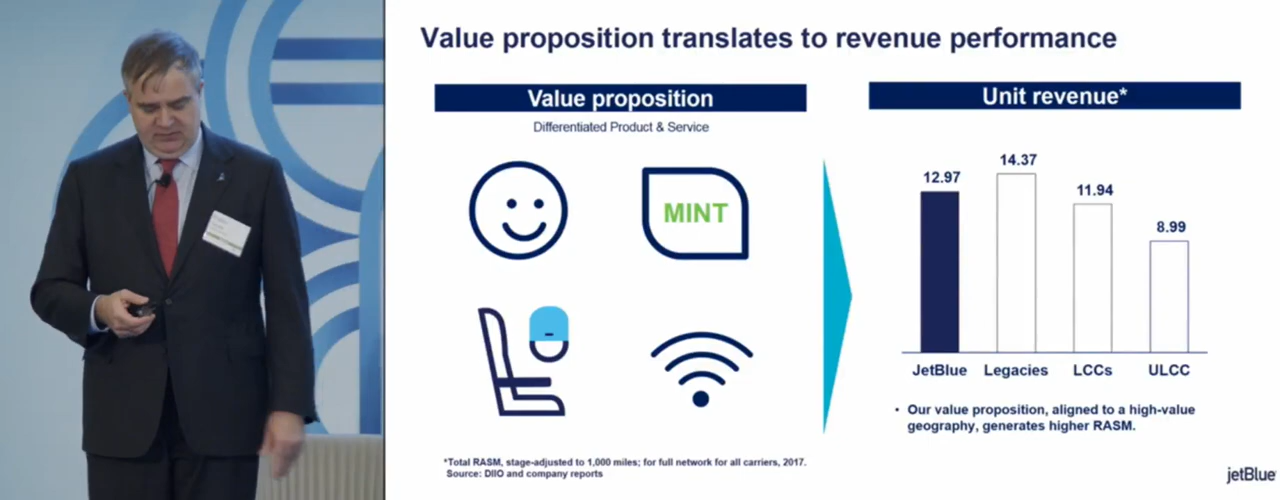 Value proposition translates to revenue performance
Value proposition
Differentiated Product & Service
MINT
Unit revenue*
12.97
14.37
11.94
8.99
JetBlue
Legacies
LCCs
ULCC
• Our value proposition, aligned to a high-value
geography, generates higher RASM.
*Total RASM, stage-adjusted to 1,000 miles; for full network for all carriers, 2017.
Source: DIIO and company reports
jetBlue